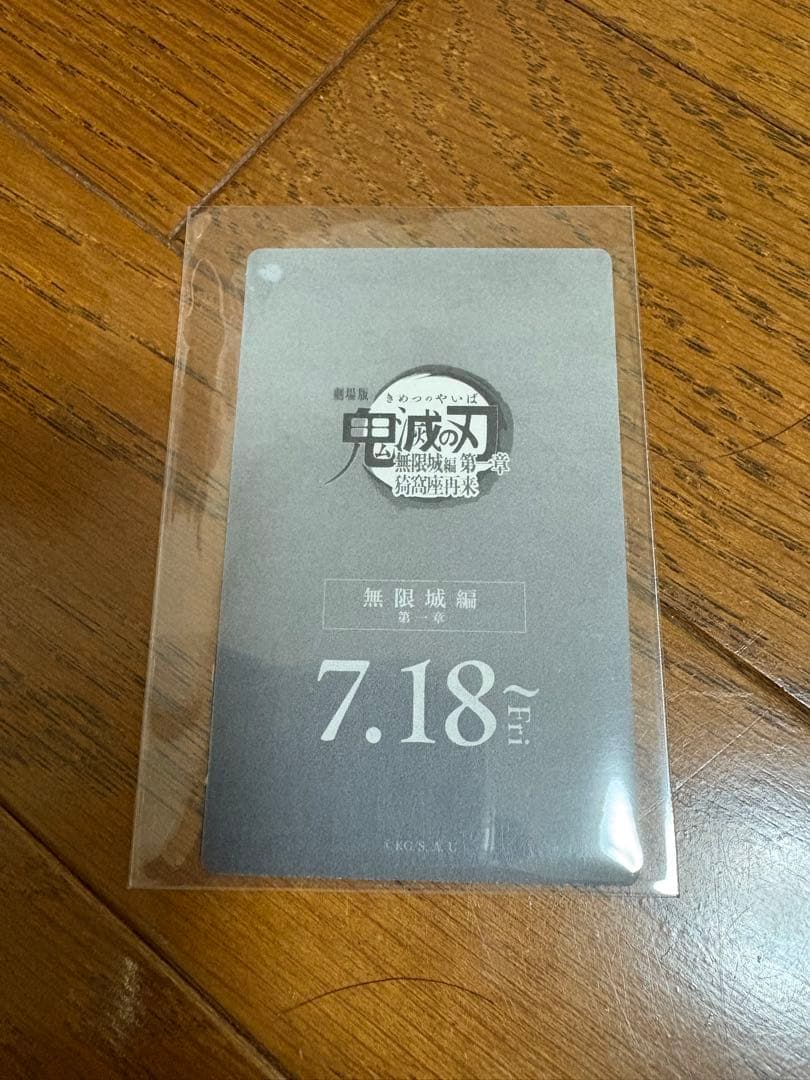 劇場版
きめつのやいば
鬼滅の刃
無限城編 第一章
猗窩座再来
無限城編
第一章
7.18~Fri
©KG/S, A, U